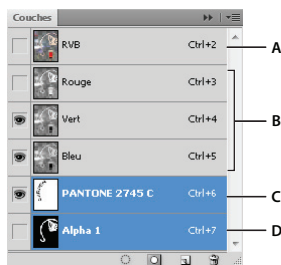 Couches
RVB Ctrl+2 A
Rouge Ctrl+3
B
Vert Ctrl+4
Bleu Ctrl+5
PANTONE 2745 C Ctrl+6 C
Alpha 1 Ctrl+7 D